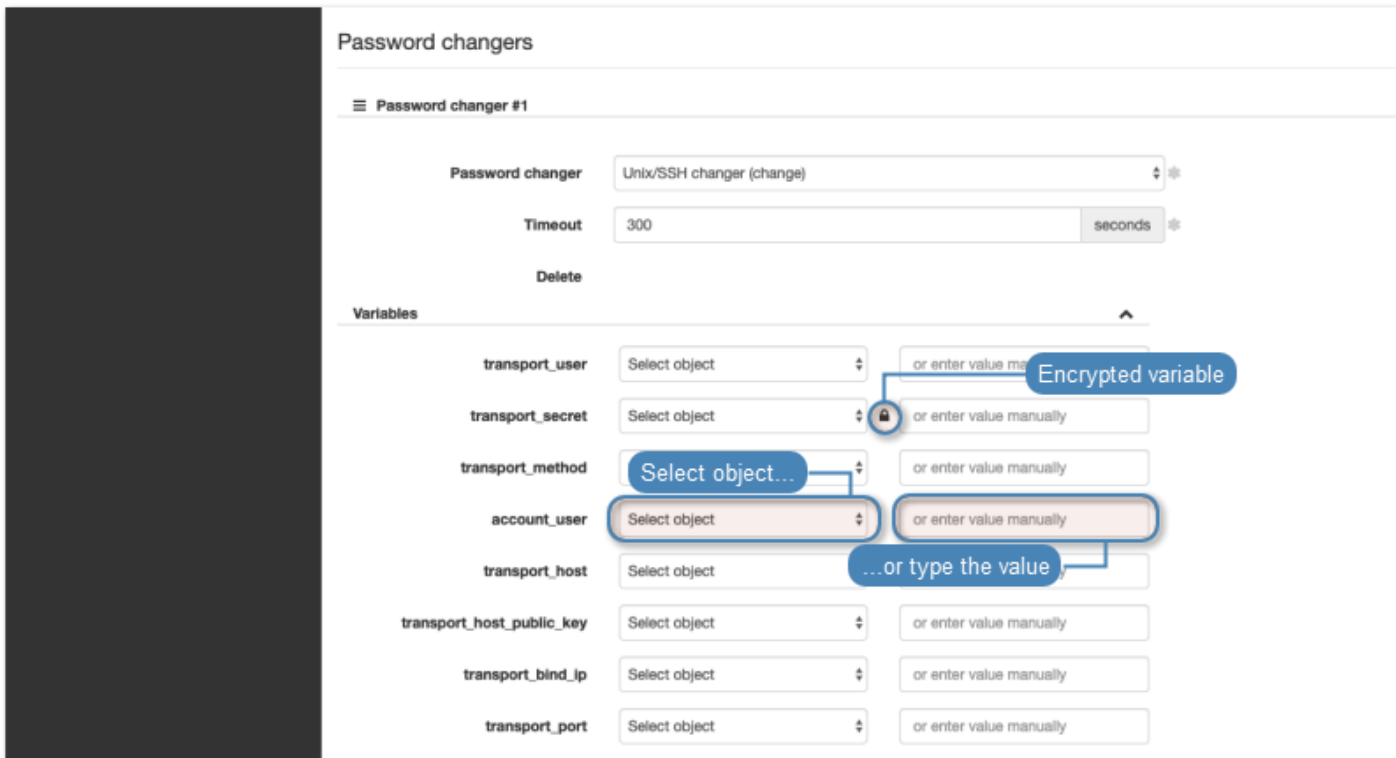 Password changers
Password changer #1
Password changer Unix/SSH changer (change)
Timeout 300 seconds
Delete
Variables
transport_user Select object or enter value
Encrypted variable
transport_secret Select object or enter value manually
transport_method
Select object... or enter value manually
account_user Select object or enter value manually
...or type the value
transport_host Select object
transport_host_public_key Select object or enter value manually
transport_bind_ip Select object or enter value manually
transport_port Select object or enter value manually